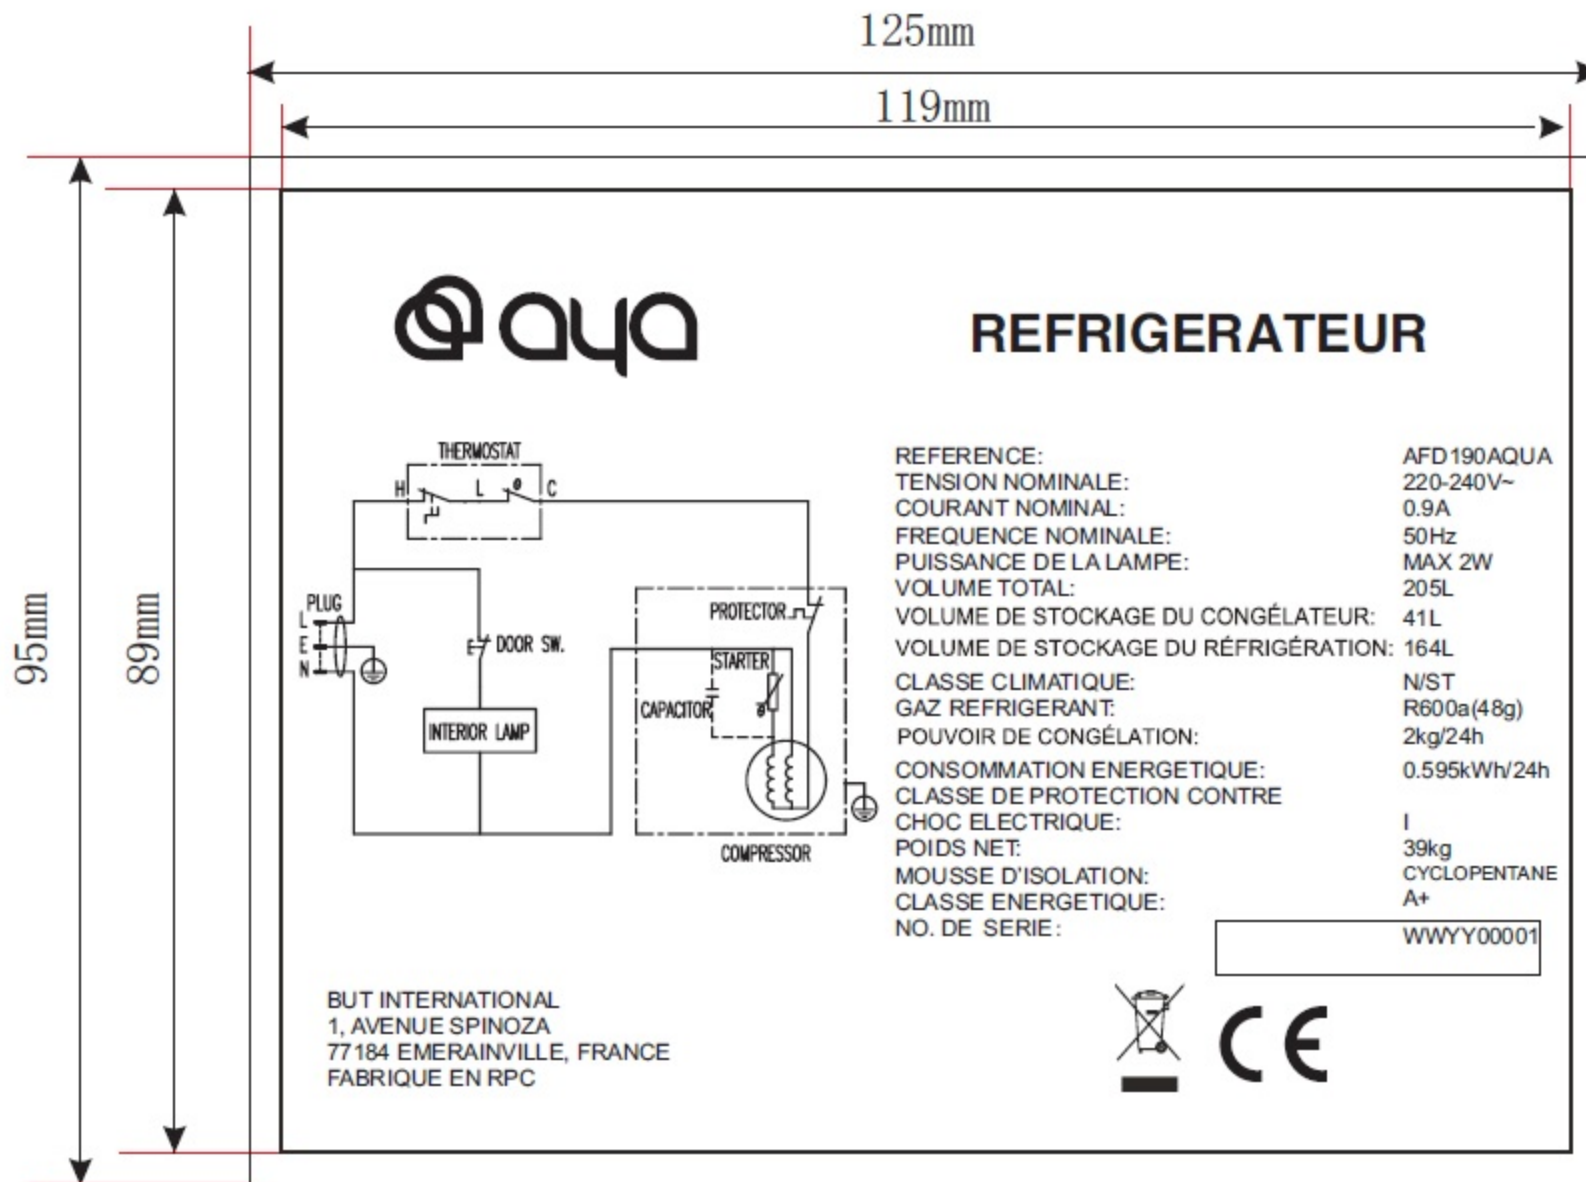 125mm
119mm
95mm
89mm
aya
REFRIGERATEUR
THERMOSTAT
H L C
PLUG
L
E
N
DOOR SW.
INTERIOR LAMP
PROTECTOR
STARTER
CAPACITOR
COMPRESSOR
REFERENCE: AFD190AQUA
TENSION NOMINALE: 220-240V~
COURANT NOMINAL: 0.9A
FREQUENCE NOMINALE: 50Hz
PUISSANCE DE LA LAMPE: MAX 2W
VOLUME TOTAL: 205L
VOLUME DE STOCKAGE DU CONGÉLATEUR: 41L
VOLUME DE STOCKAGE DU RÉFRIGÉRATION: 164L
CLASSE CLIMATIQUE: N/ST
GAZ REFRIGERANT: R600a(48g)
POUVOIR DE CONGÉLATION: 2kg/24h
CONSOMMATION ENERGETIQUE: 0.595kWh/24h
CLASSE DE PROTECTION CONTRE
CHOC ELECTRIQUE: I
POIDS NET: 39kg
MOUSSE D'ISOLATION: CYCLOPENTANE
CLASSE ENERGETIQUE: A+
NO. DE SERIE: WWYY00001
BUT INTERNATIONAL
1, AVENUE SPINOZA
77184 EMERAINVILLE, FRANCE
FABRIQUE EN RPC
CE